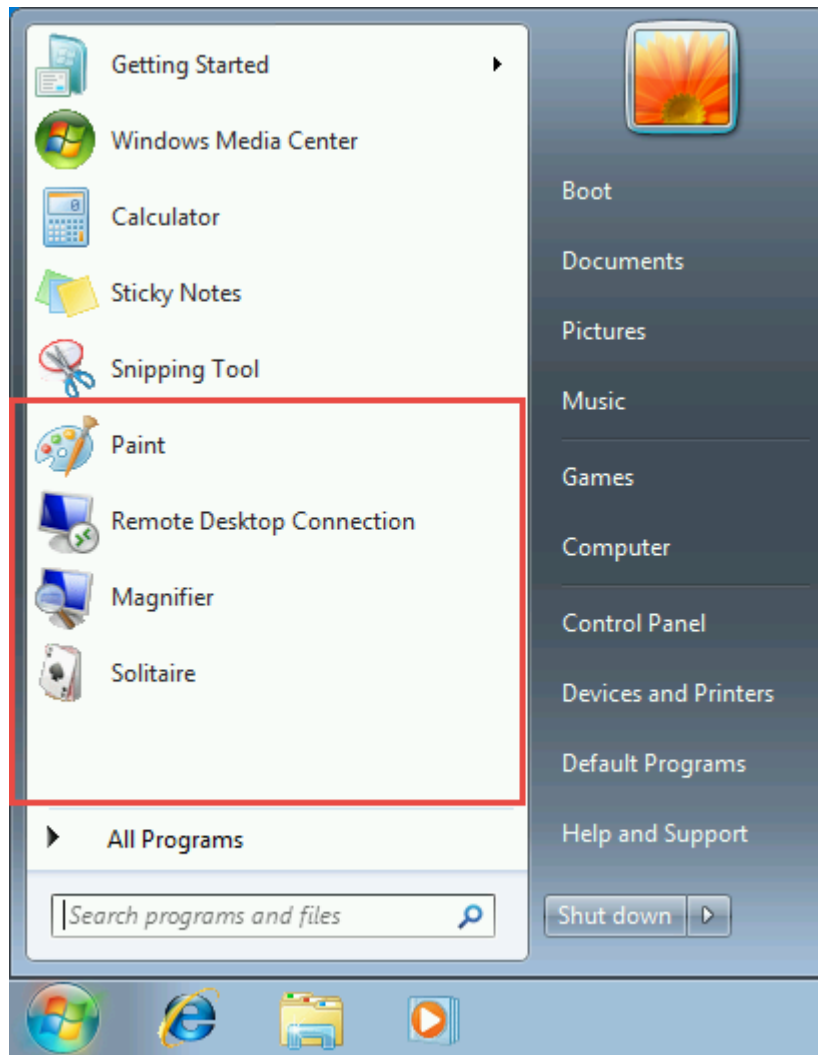 Getting Started
Windows Media Center
Calculator
Sticky Notes
Snipping Tool
Paint
Remote Desktop Connection
Magnifier
Solitaire
All Programs
Search programs and files
Boot
Documents
Pictures
Music
Games
Computer
Control Panel
Devices and Printers
Default Programs
Help and Support
Shut down